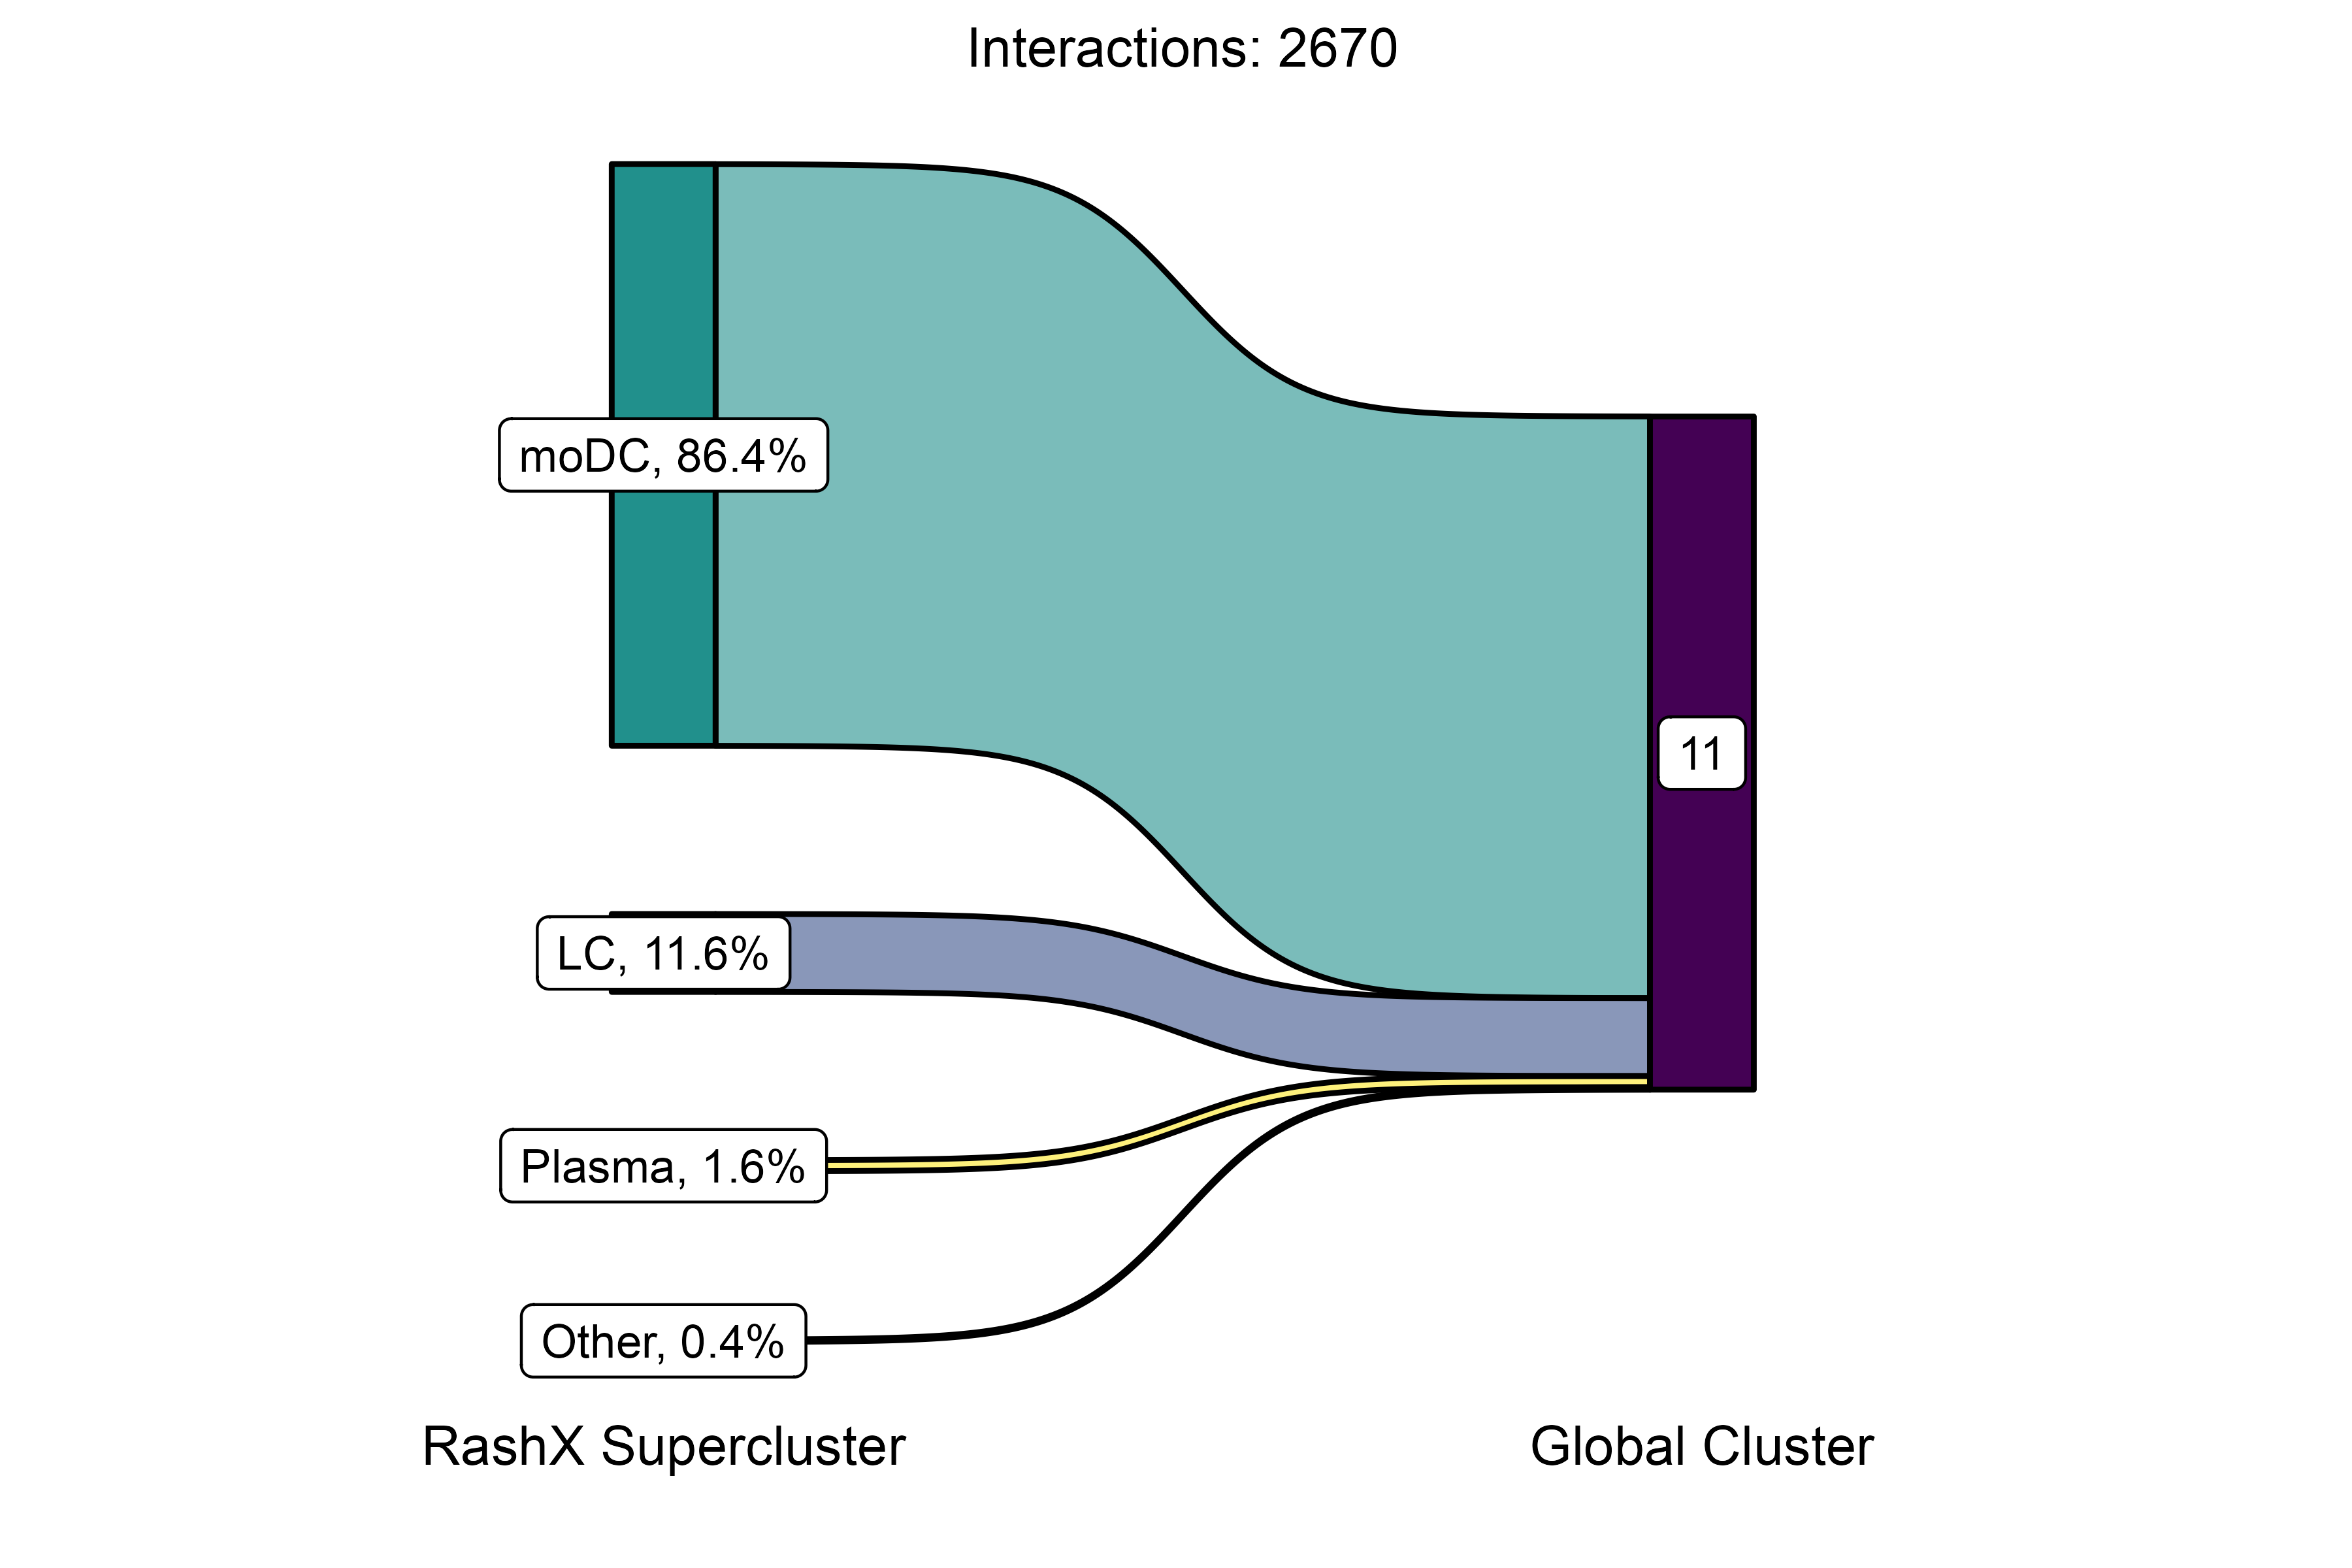 Interactions: 2670
moDC, 86.4%
11
LC, 11.6%
Plasma, 1.6%
Other, 0.4%
RashX Supercluster
Global Cluster